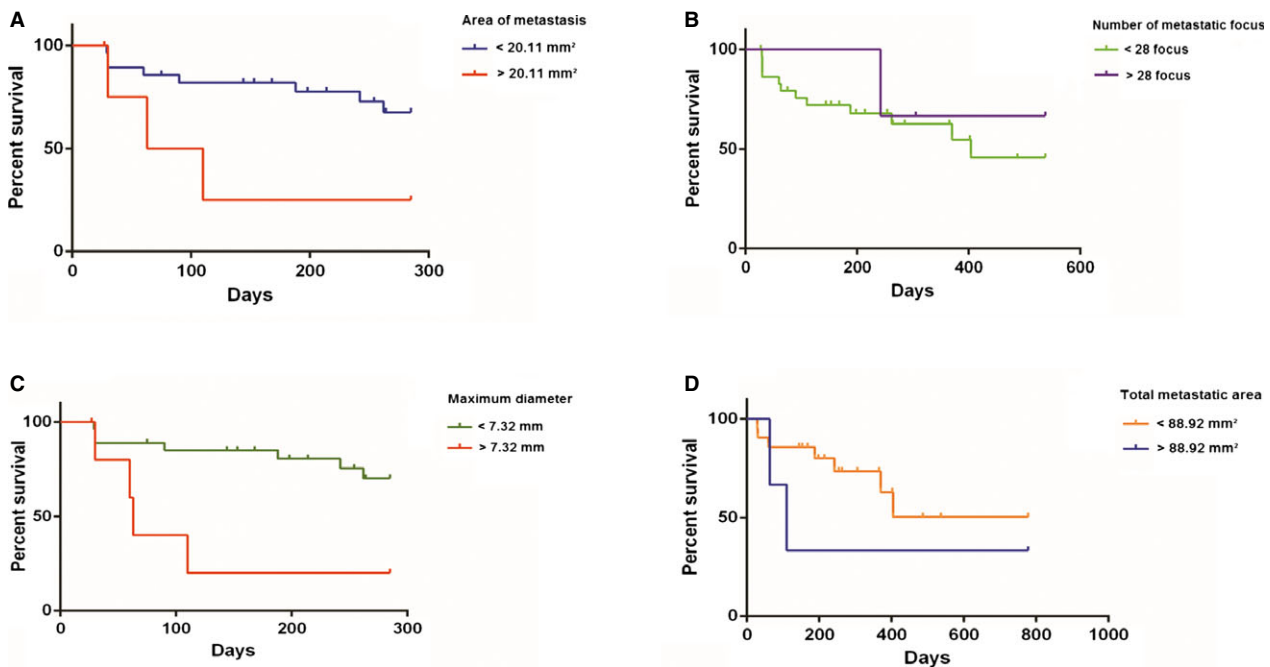 A
Area of metastasis
< 20.11 mm²
> 20.11 mm²
Percent survival
100
50
0
0 100 200 300
Days
B
Number of metastatic focus
< 28 focus
> 28 focus
Percent survival
100
50
0
0 200 400 600
Days
C
Maximum diameter
< 7.32 mm
> 7.32 mm
Percent survival
100
50
0
0 100 200 300
Days
D
Total metastatic area
< 88.92 mm²
> 88.92 mm²
Percent survival
100
50
0
0 200 400 600 800 1000
Days